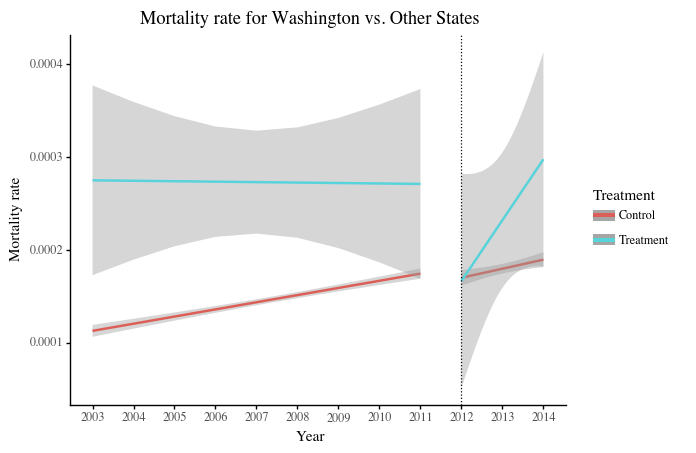 Mortality rate for Washington vs. Other States
Mortality rate
0.0004
0.0003
0.0002
0.0001
2003 2004 2005 2006 2007 2008 2009 2010 2011 2012 2013 2014
Year
Treatment
Control
Treatment